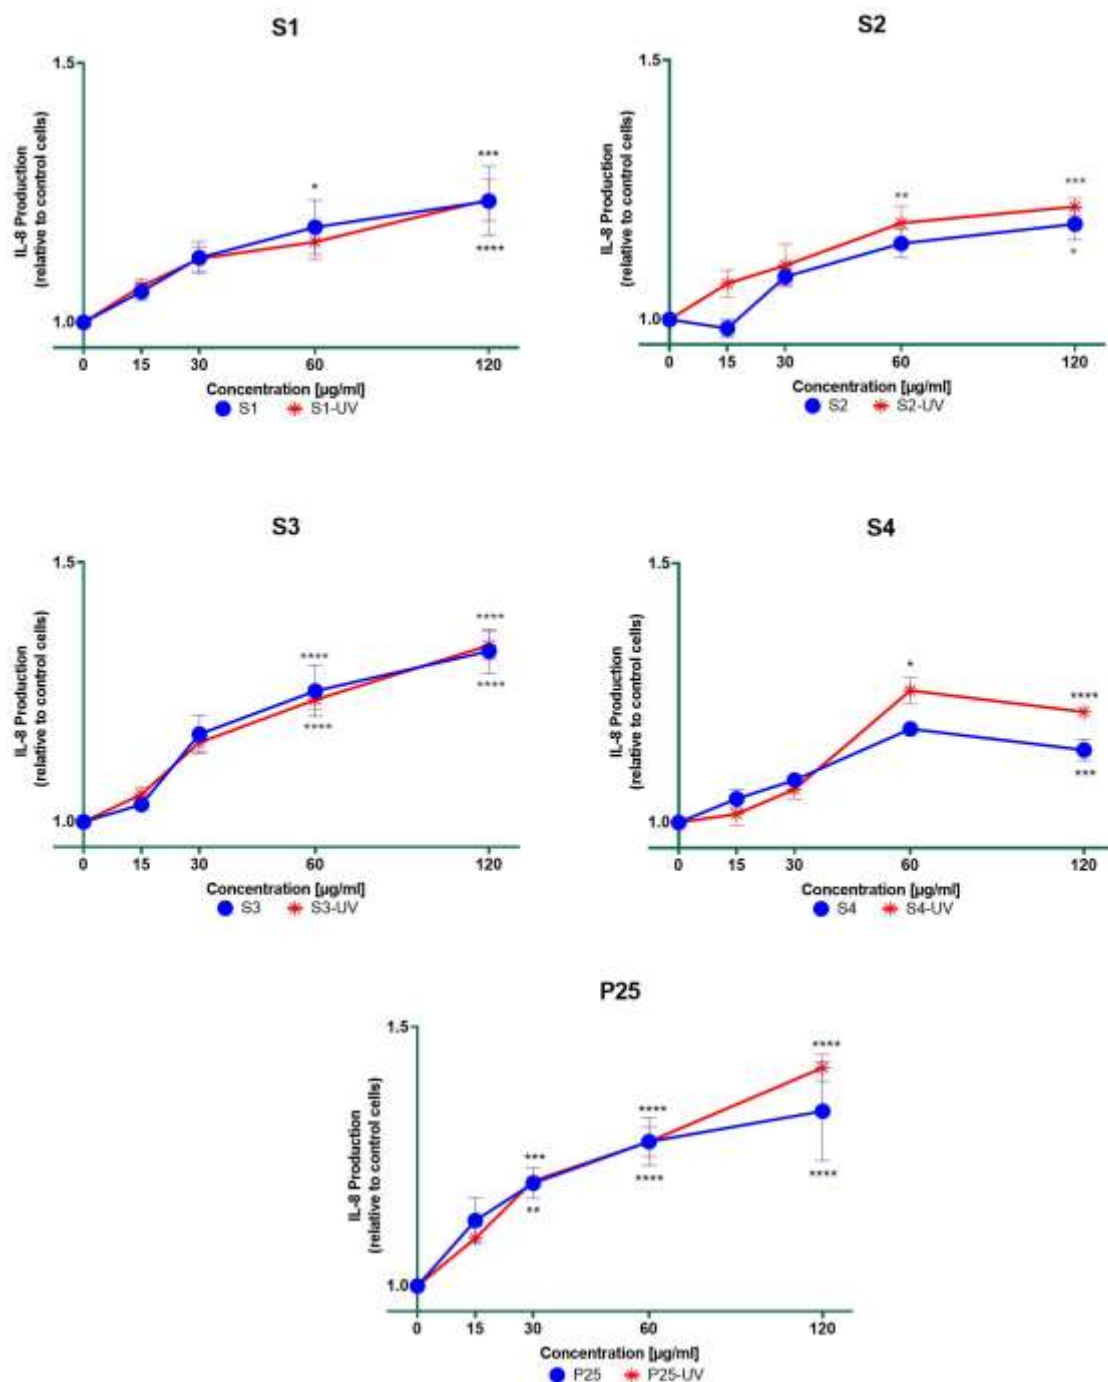 S1
1.5
IL-8 Production
(relative to control cells)
***
*
****
1.0
0 15 30 60 120
Concentration [µg/ml]
S1 S1-UV
S2
1.5
IL-8 Production
(relative to control cells)
***
**
*
1.0
0 15 30 60 120
Concentration [µg/ml]
S2 S2-UV
S3
1.5
IL-8 Production
(relative to control cells)
****
****
****
****
1.0
0 15 30 60 120
Concentration [µg/ml]
S3 S3-UV
S4
1.5
IL-8 Production
(relative to control cells)
*
****
***
1.0
0 15 30 60 120
Concentration [µg/ml]
S4 S4-UV
P25
1.5
IL-8 Production
(relative to control cells)
****
****
***
****
****
**
1.0
0 15 30 60 120
Concentration [µg/ml]
P25 P25-UV